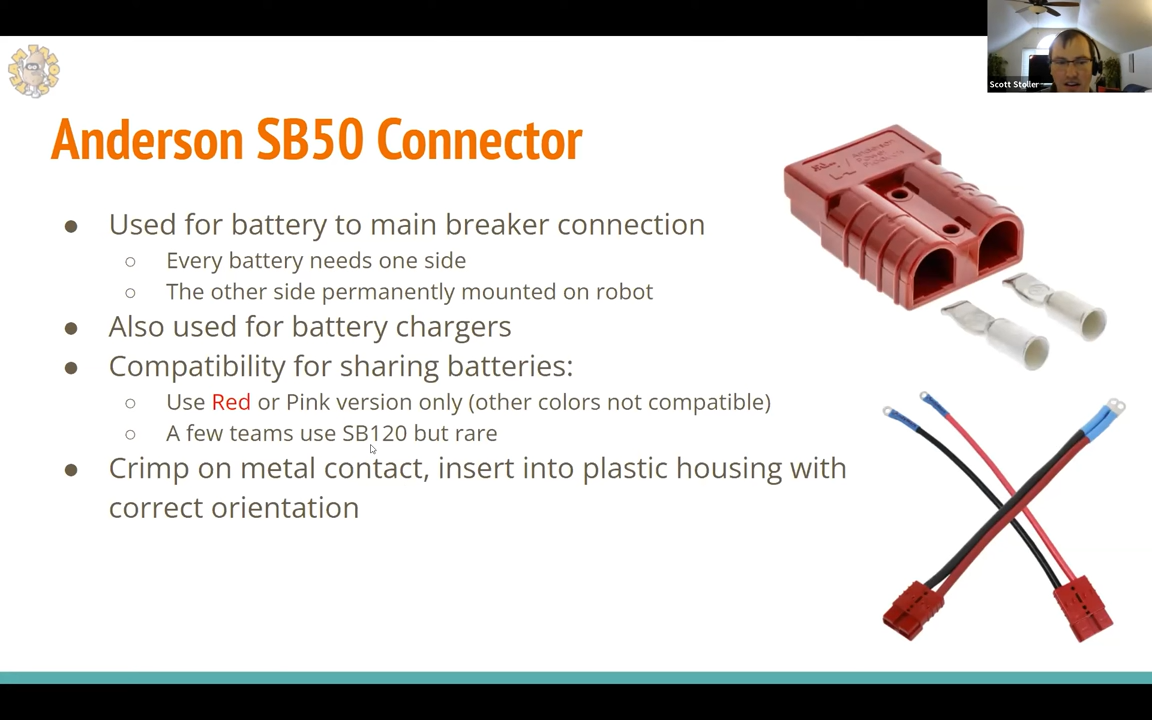 Scott Stoller
Anderson SB50 Connector
● Used for battery to main breaker connection
○ Every battery needs one side
○ The other side permanently mounted on robot
● Also used for battery chargers
● Compatibility for sharing batteries:
○ Use Red or Pink version only (other colors not compatible)
○ A few teams use SB120 but rare
● Crimp on metal contact, insert into plastic housing with
correct orientation